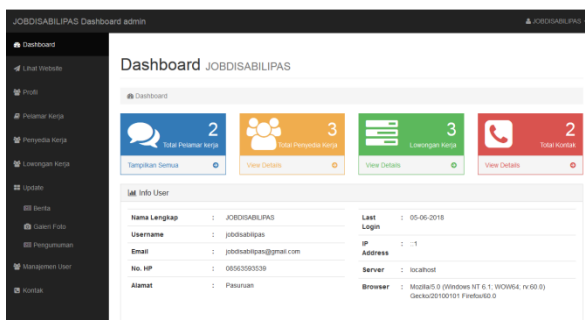 JOBDISABILIPAS Dashboard admin
JOBDISABILIPAS
Dashboard
Lihat Website
Profil
Pelamar Kerja
Penyedia Kerja
Lowongan Kerja
Update
Berita
Galeri Foto
Pengumuman
Manajemen User
Kontak
Dashboard JOBDISABILIPAS
Dashboard
2
Total Pelamar kerja
Tampilkan Semua
3
Total Penyedia Kerja
View Details
3
Lowongan Kerja
View Details
2
Total Kontak
View Details
Info User
Nama Lengkap : JOBDISABILIPAS
Username : jobdisabilipas
Email : jobdisabilipas@gmail.com
No. HP : 08563593539
Alamat : Pasuruan
Last Login : 05-06-2018
IP Address : ::1
Server : localhost
Browser : Mozilla/5.0 (Windows NT 6.1; WOW64; rv:60.0)
Gecko/20100101 Firefox/60.0